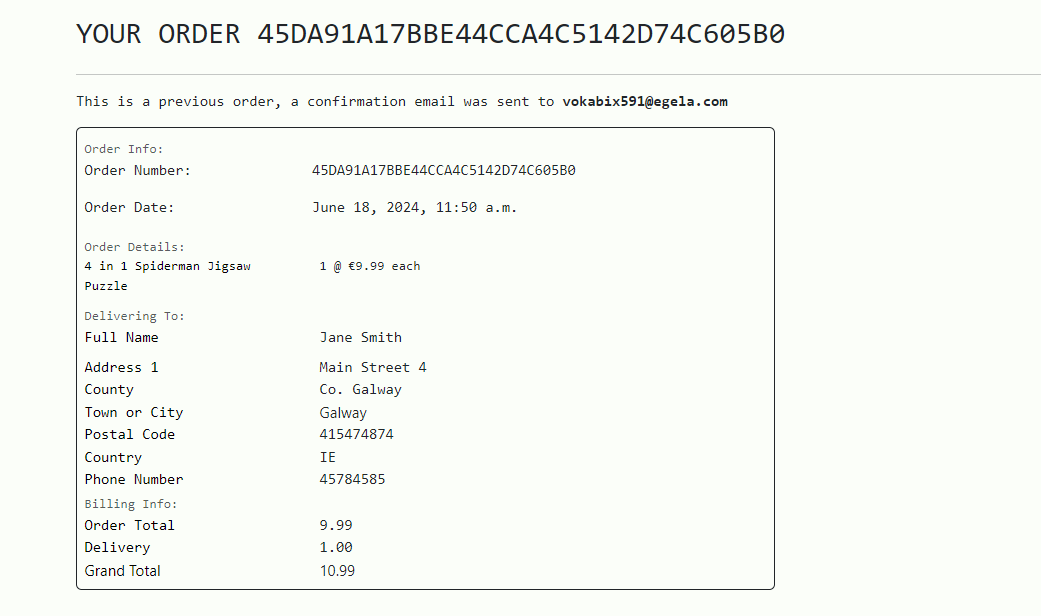 YOUR ORDER 45DA91A17BBE44CCA4C5142D74C605B0
This is a previous order, a confirmation email was sent to vokabix591@egela.com
Order Info:
Order Number: 45DA91A17BBE44CCA4C5142D74C605B0
Order Date: June 18, 2024, 11:50 a.m.
Order Details:
4 in 1 Spiderman Jigsaw 1 @ €9.99 each
Puzzle
Delivering To:
Full Name Jane Smith
Address 1 Main Street 4
County Co. Galway
Town or City Galway
Postal Code 415474874
Country IE
Phone Number 45784585
Billing Info:
Order Total 9.99
Delivery 1.00
Grand Total 10.99